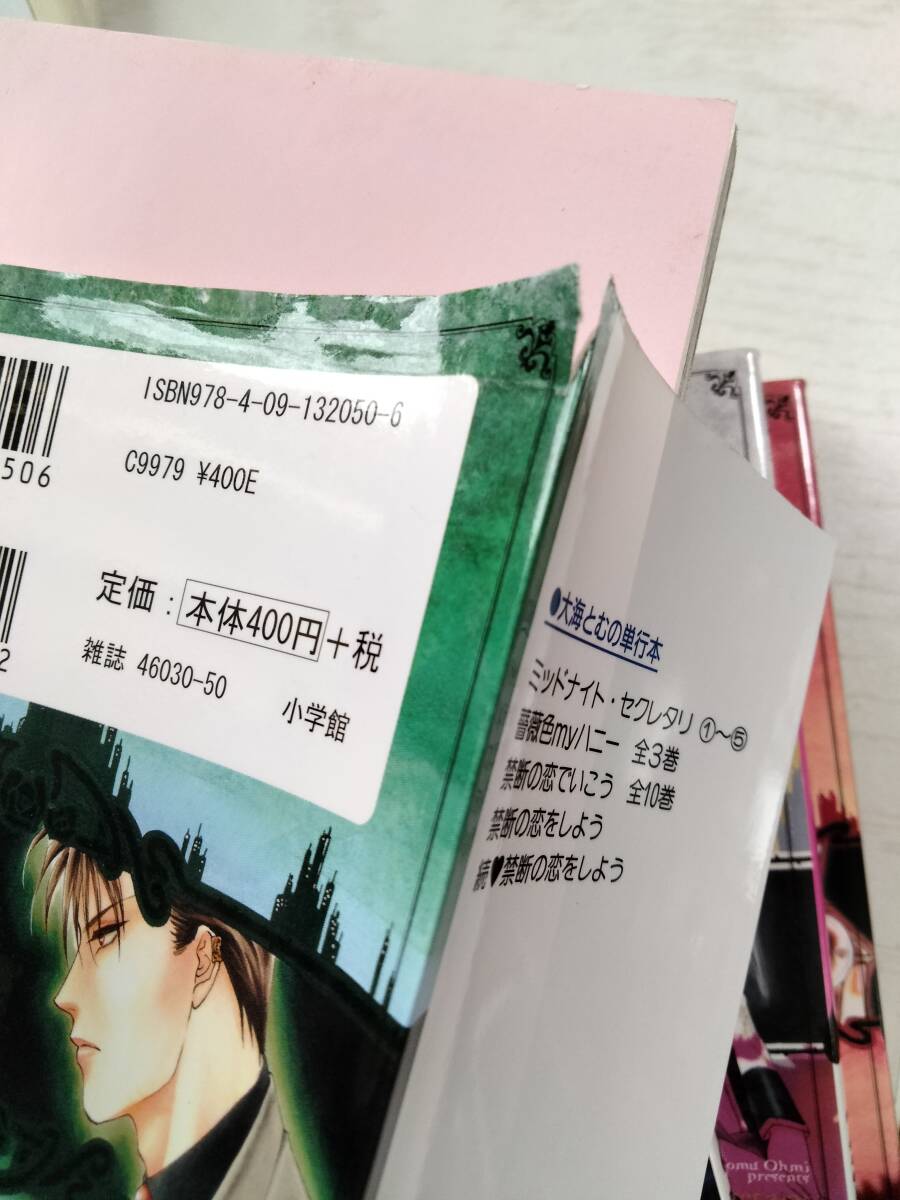 ISBN978-4-09-132050-6
C9979 ¥400E
506
定価：本体400円+税
2
雑誌 46030-50
小学館
●大海とむの単行本
ミッドナイト・セクレタリ ①〜⑤
薔薇色myハニー 全3巻
禁断の恋でいこう 全10巻
禁断の恋をしよう
続♥禁断の恋をしよう
omu Ohmi
presents